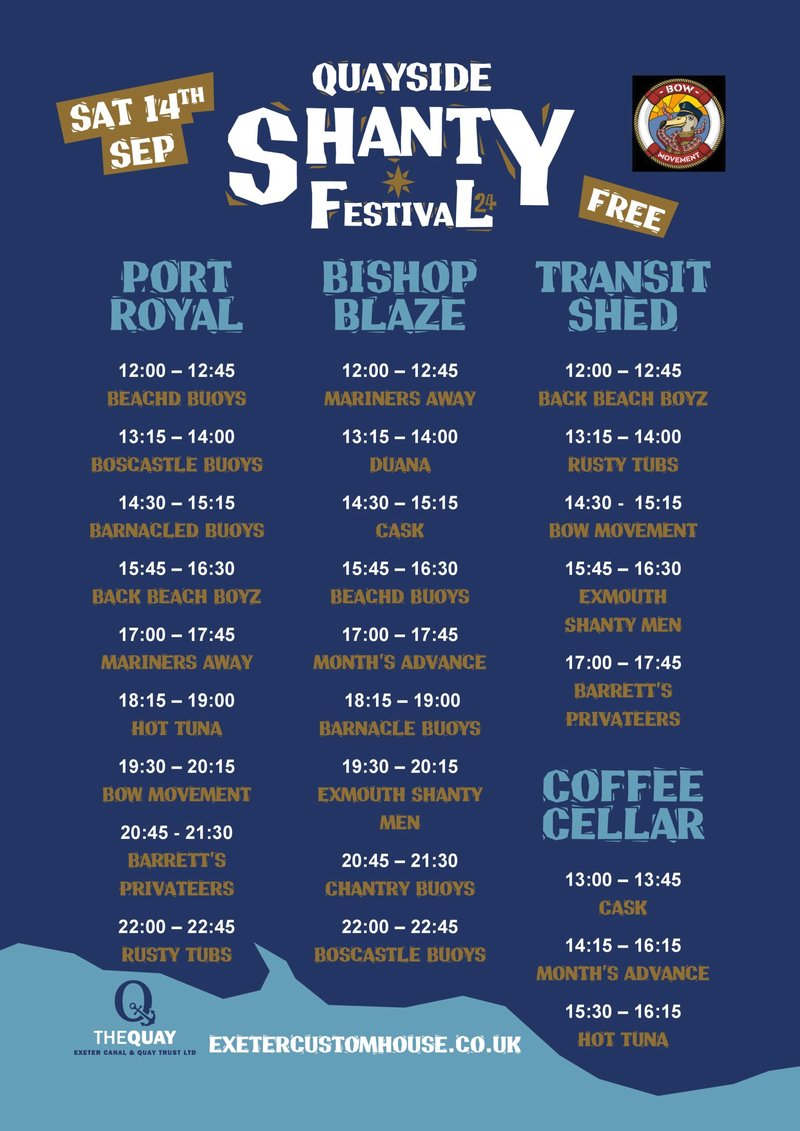 SAT 14TH
SEP
QUAYSIDE
SHANTY
FESTIVAL 24
BOW
MOVEMENT
FREE
PORT
ROYAL
12:00 – 12:45
BEACHD BUOYS
13:15 – 14:00
BOSCASTLE BUOYS
14:30 – 15:15
BARNACLED BUOYS
15:45 – 16:30
BACK BEACH BOYZ
17:00 – 17:45
MARINERS AWAY
18:15 – 19:00
HOT TUNA
19:30 – 20:15
BOW MOVEMENT
20:45 - 21:30
BARRETT'S
PRIVATEERS
22:00 – 22:45
RUSTY TUBS
BISHOP
BLAZE
12:00 – 12:45
MARINERS AWAY
13:15 – 14:00
DUANA
14:30 – 15:15
CASK
15:45 – 16:30
BEACHD BUOYS
17:00 – 17:45
MONTH'S ADVANCE
18:15 – 19:00
BARNACLE BUOYS
19:30 – 20:15
EXMOUTH SHANTY
MEN
20:45 – 21:30
CHANTRY BUOYS
22:00 – 22:45
BOSCASTLE BUOYS
TRANSIT
SHED
12:00 – 12:45
BACK BEACH BOYZ
13:15 – 14:00
RUSTY TUBS
14:30 - 15:15
BOW MOVEMENT
15:45 – 16:30
EXMOUTH
SHANTY MEN
17:00 – 17:45
BARRETT'S
PRIVATEERS
COFFEE
CELLAR
13:00 – 13:45
CASK
14:15 – 16:15
MONTH'S ADVANCE
15:30 – 16:15
HOT TUNA
Q
THEQUAY
EXETER CANAL & QUAY TRUST LTD
EXETERCUSTOMHOUSE.CO.UK